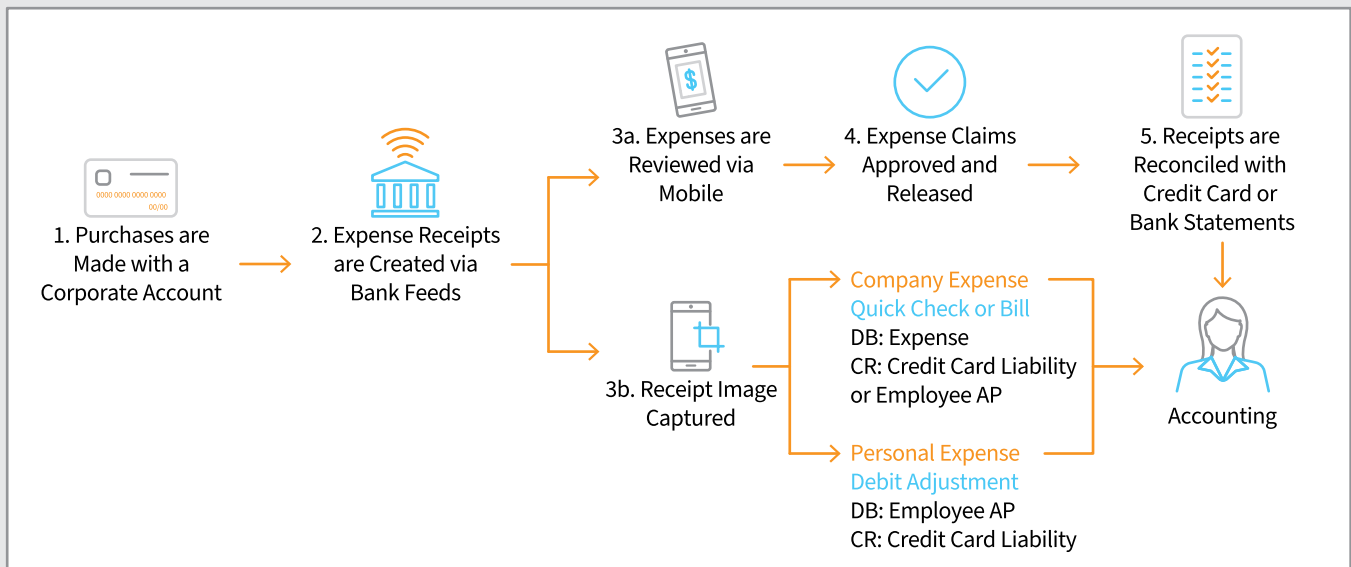 0000 0000 0000 0000
00/00
1. Purchases are
Made with a
Corporate Account
2. Expense Receipts
are Created via
Bank Feeds
$
3a. Expenses are
Reviewed via
Mobile
4. Expense Claims
Approved and
Released
5. Receipts are
Reconciled with
Credit Card or
Bank Statements
3b. Receipt Image
Captured
Company Expense
Quick Check or Bill
DB: Expense
CR: Credit Card Liability
or Employee AP
Personal Expense
Debit Adjustment
DB: Employee AP
CR: Credit Card Liability
Accounting